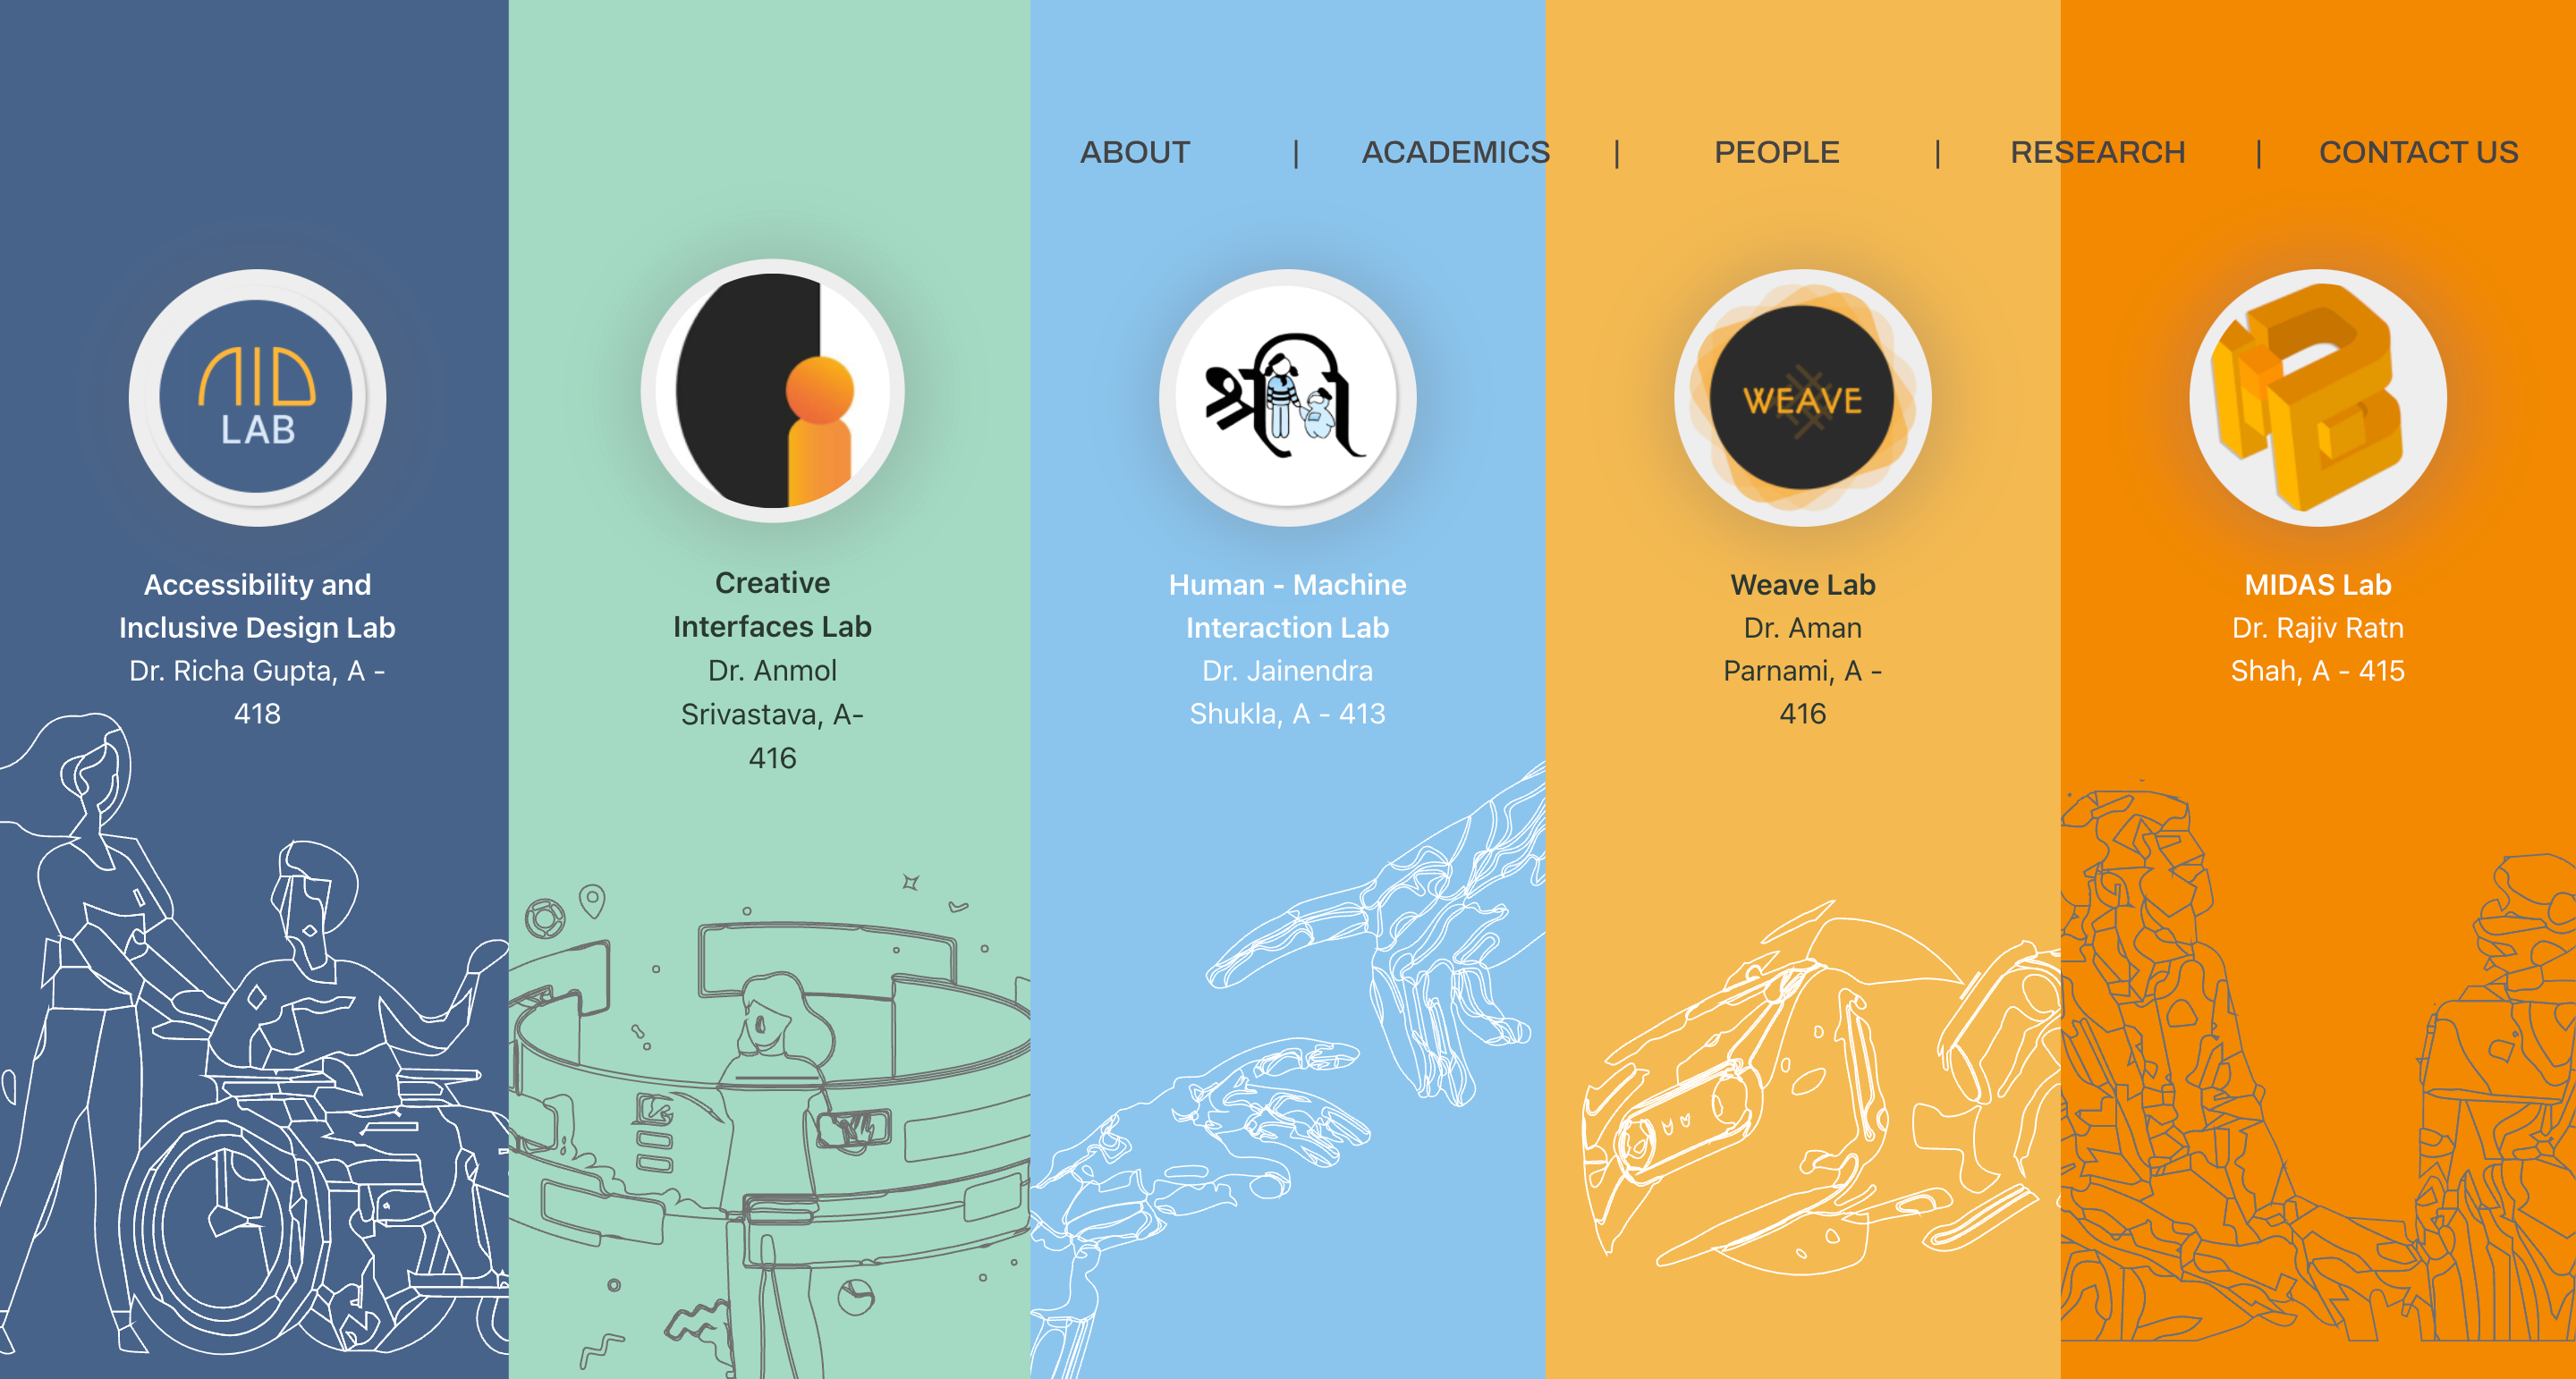 ABOUT | ACADEMICS | PEOPLE | RESEARCH | CONTACT US
AID
LAB
Accessibility and
Inclusive Design Lab
Dr. Richa Gupta, A -
418
Creative
Interfaces Lab
Dr. Anmol
Srivastava, A-
416
Human - Machine
Interaction Lab
Dr. Jainendra
Shukla, A - 413
WEAVE
Weave Lab
Dr. Aman
Parnami, A -
416
MIDAS Lab
Dr. Rajiv Ratn
Shah, A - 415